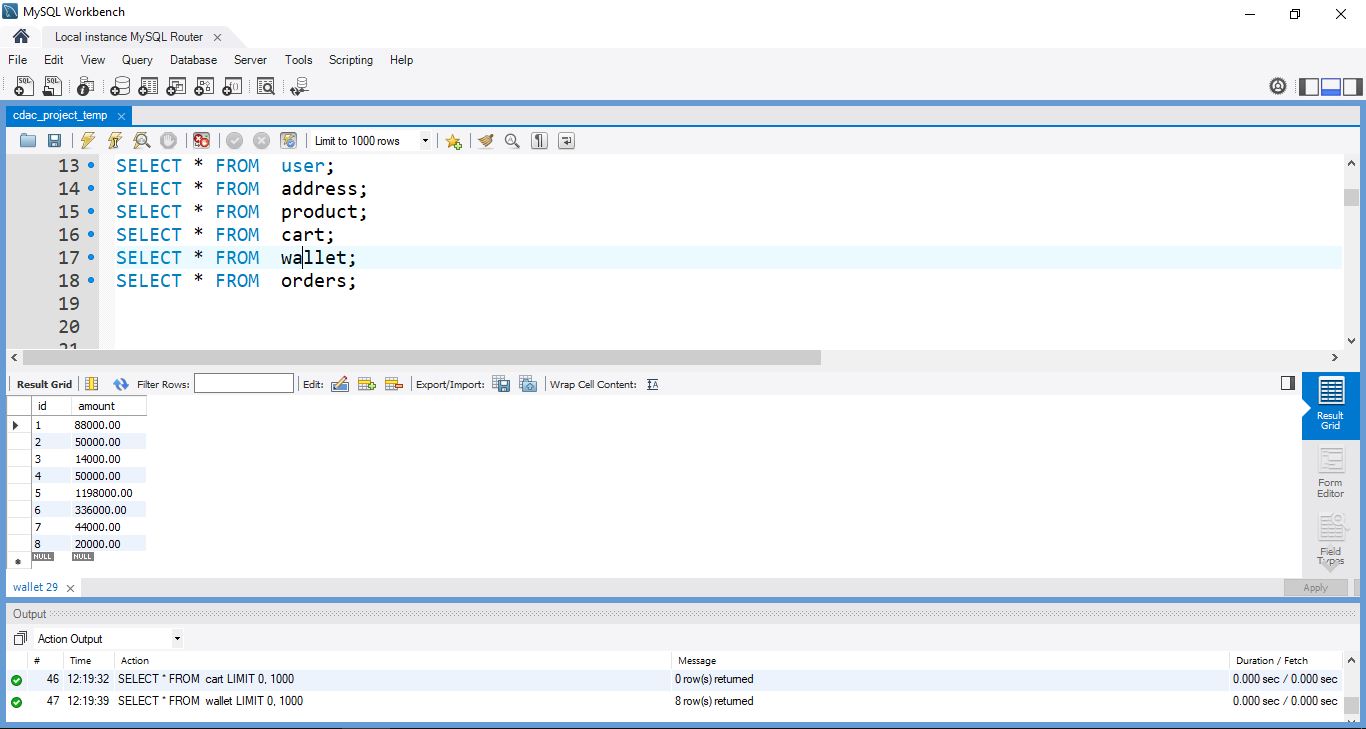 MySQL Workbench
Local instance MySQL Router
File Edit View Query Database Server Tools Scripting Help
cdac_project_temp
Limit to 1000 rows
13 SELECT * FROM user;
14 SELECT * FROM address;
15 SELECT * FROM product;
16 SELECT * FROM cart;
17 SELECT * FROM wallet;
18 SELECT * FROM orders;
19
20
21
Result Grid Filter Rows: Edit: Export/Import: Wrap Cell Content:
id amount
1 88000.00
2 50000.00
3 14000.00
4 50000.00
5 1198000.00
6 336000.00
7 44000.00
8 20000.00
NULL NULL
Result
Grid
Form
Editor
Field
Types
wallet 29
Apply
Output
Action Output
# Time Action Message Duration / Fetch
46 12:19:32 SELECT * FROM cart LIMIT 0, 1000 0 row(s) returned 0.000 sec / 0.000 sec
47 12:19:39 SELECT * FROM wallet LIMIT 0, 1000 8 row(s) returned 0.000 sec / 0.000 sec